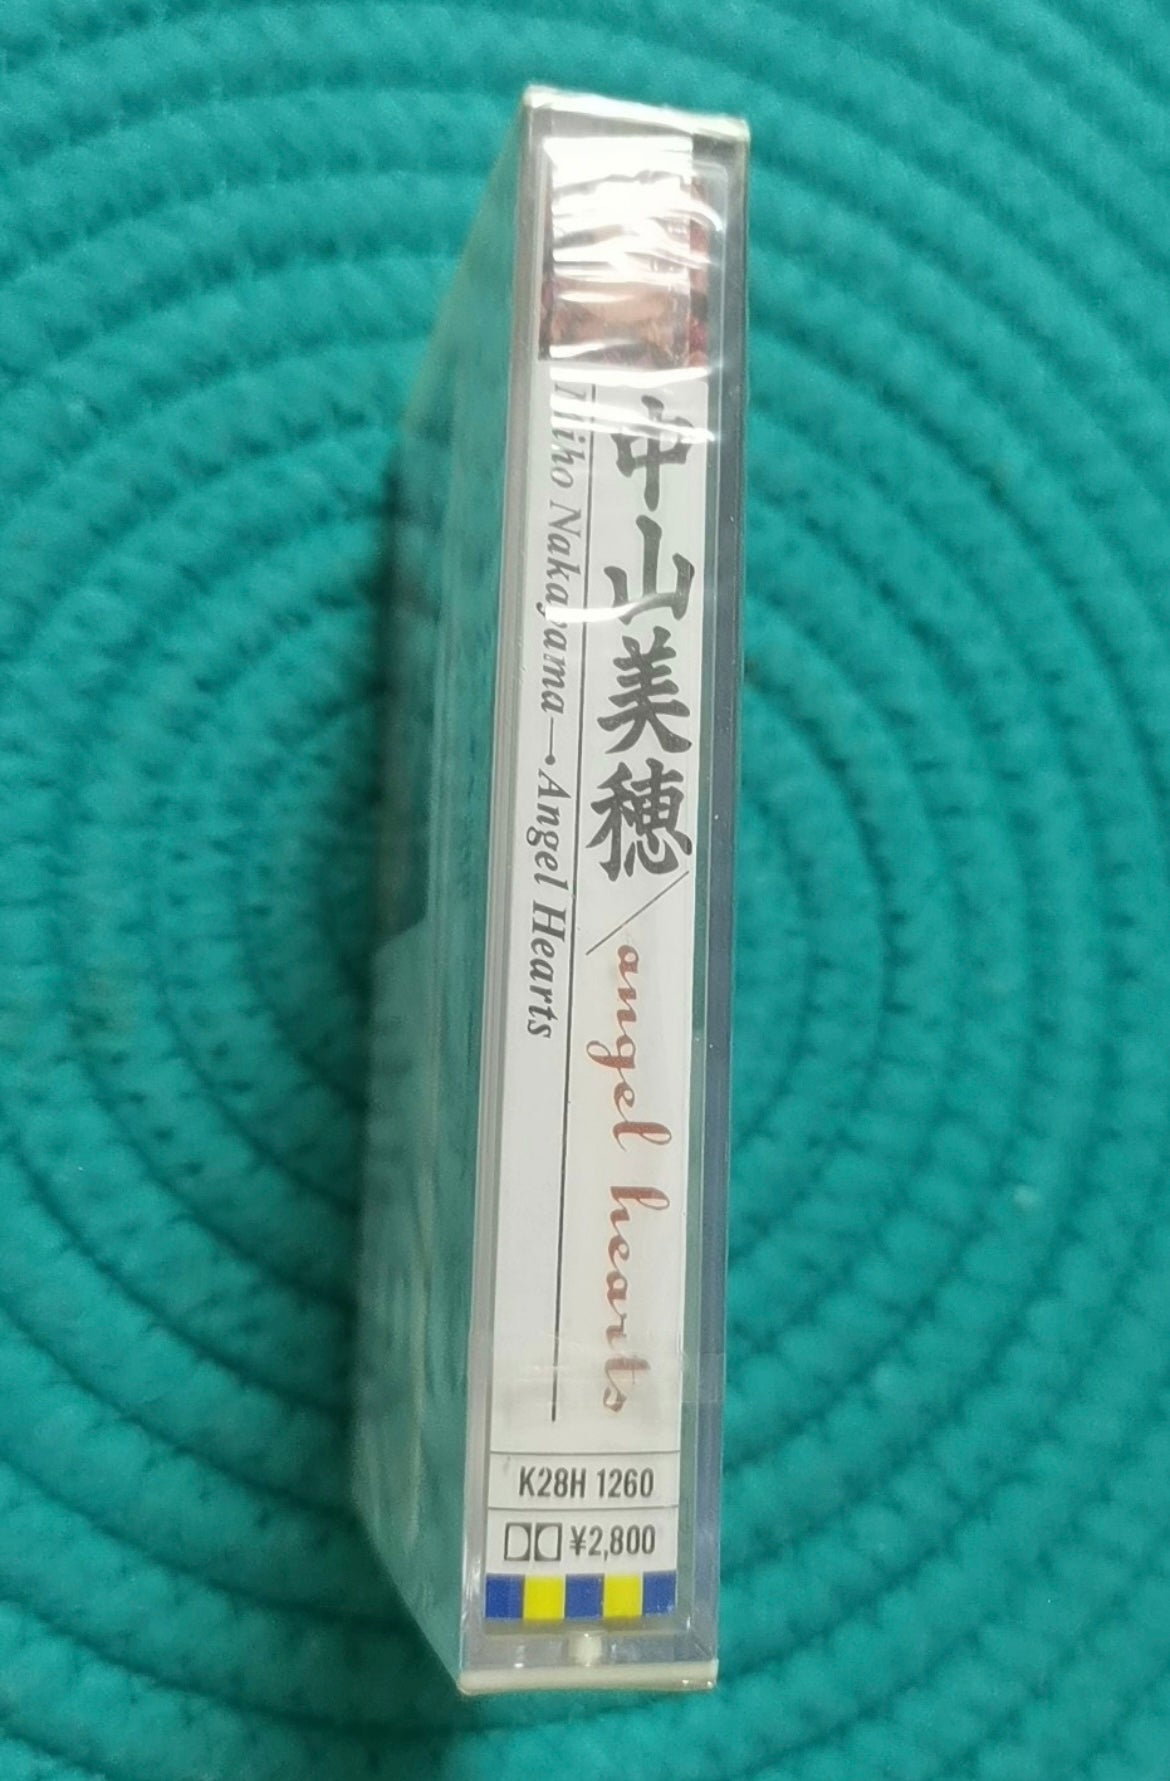 中山美穂/angel hearts
Miho Nakayama—•Angel Hearts
K28H 1260
¥2,800